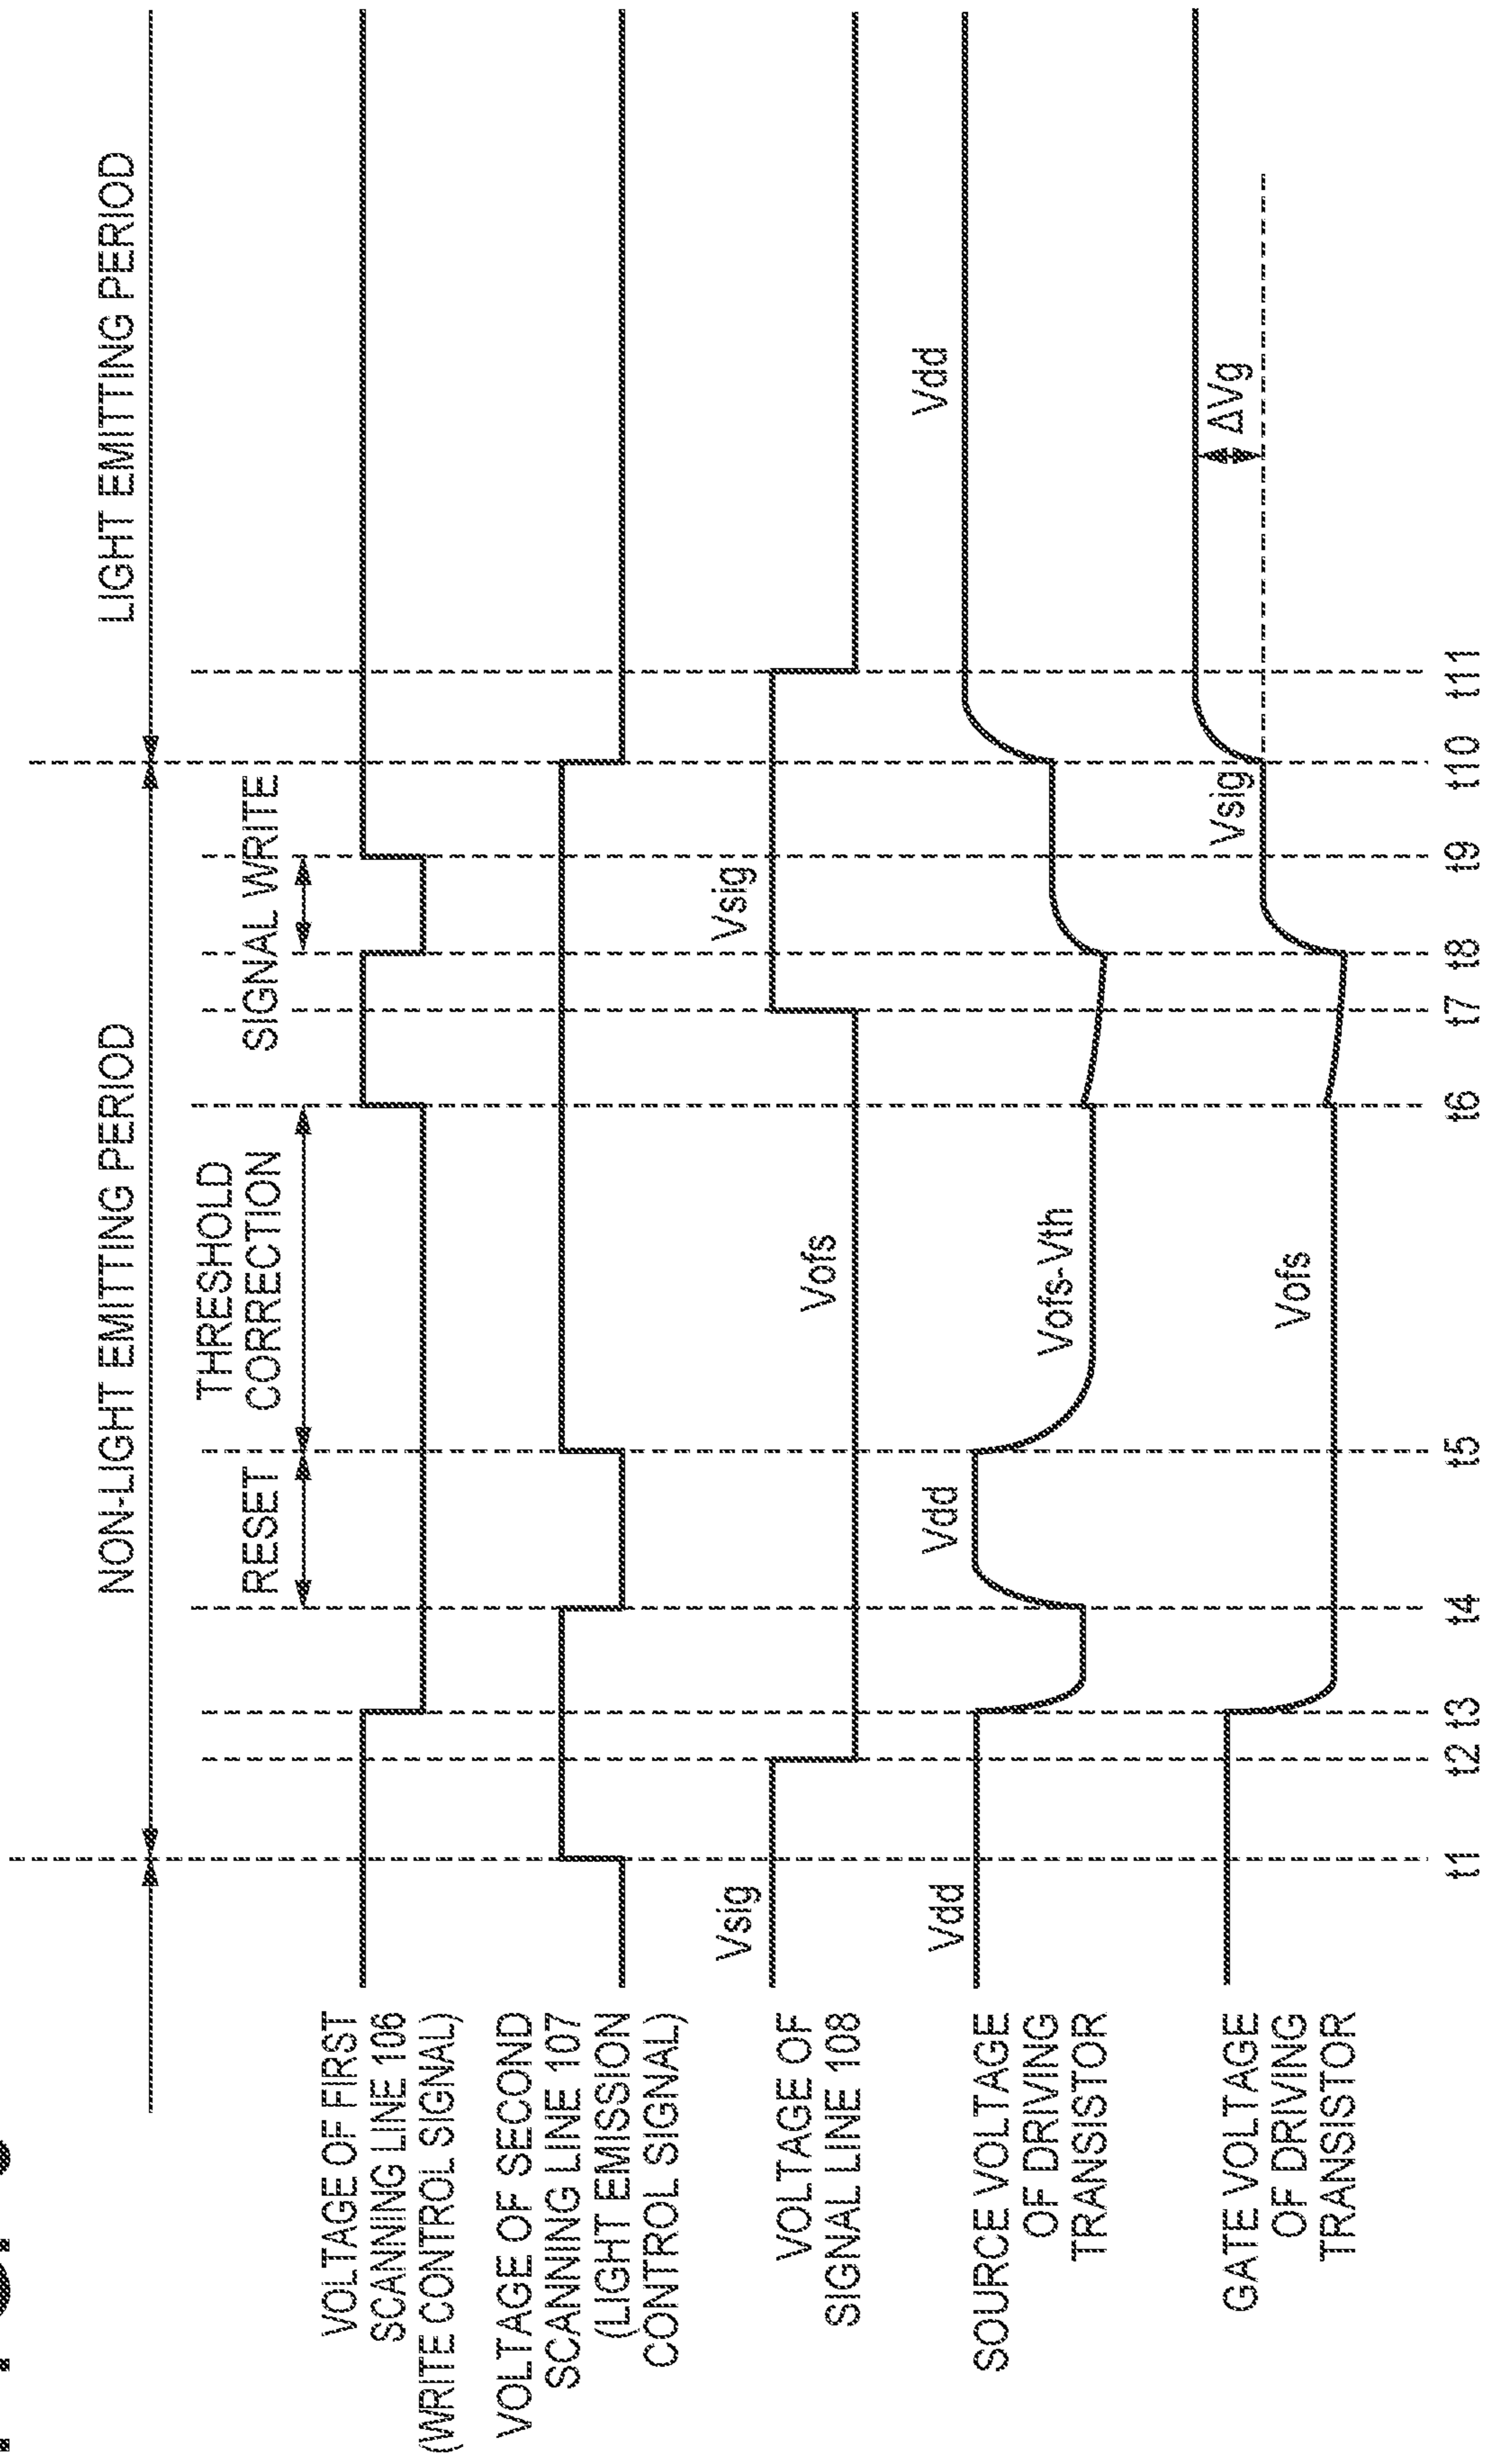 NON-LIGHT EMITTING PERIOD
LIGHT EMITTING PERIOD
RESET
THRESHOLD
CORRECTION
SIGNAL WRITE
VOLTAGE OF FIRST
SCANNING LINE 106
(WRITE CONTROL SIGNAL)
VOLTAGE OF SECOND
SCANNING LINE 107
(LIGHT EMISSION
CONTROL SIGNAL)
VOLTAGE OF
SIGNAL LINE 108
Vsig
Vofs
Vsig
SOURCE VOLTAGE
OF DRIVING
TRANSISTOR
Vdd
Vdd
Vofs-Vth
Vdd
GATE VOLTAGE
OF DRIVING
TRANSISTOR
Vofs
Vsig
ΔVg
t1 t2 t3 t4 t5 t6 t7 t8 t9 t10 t11